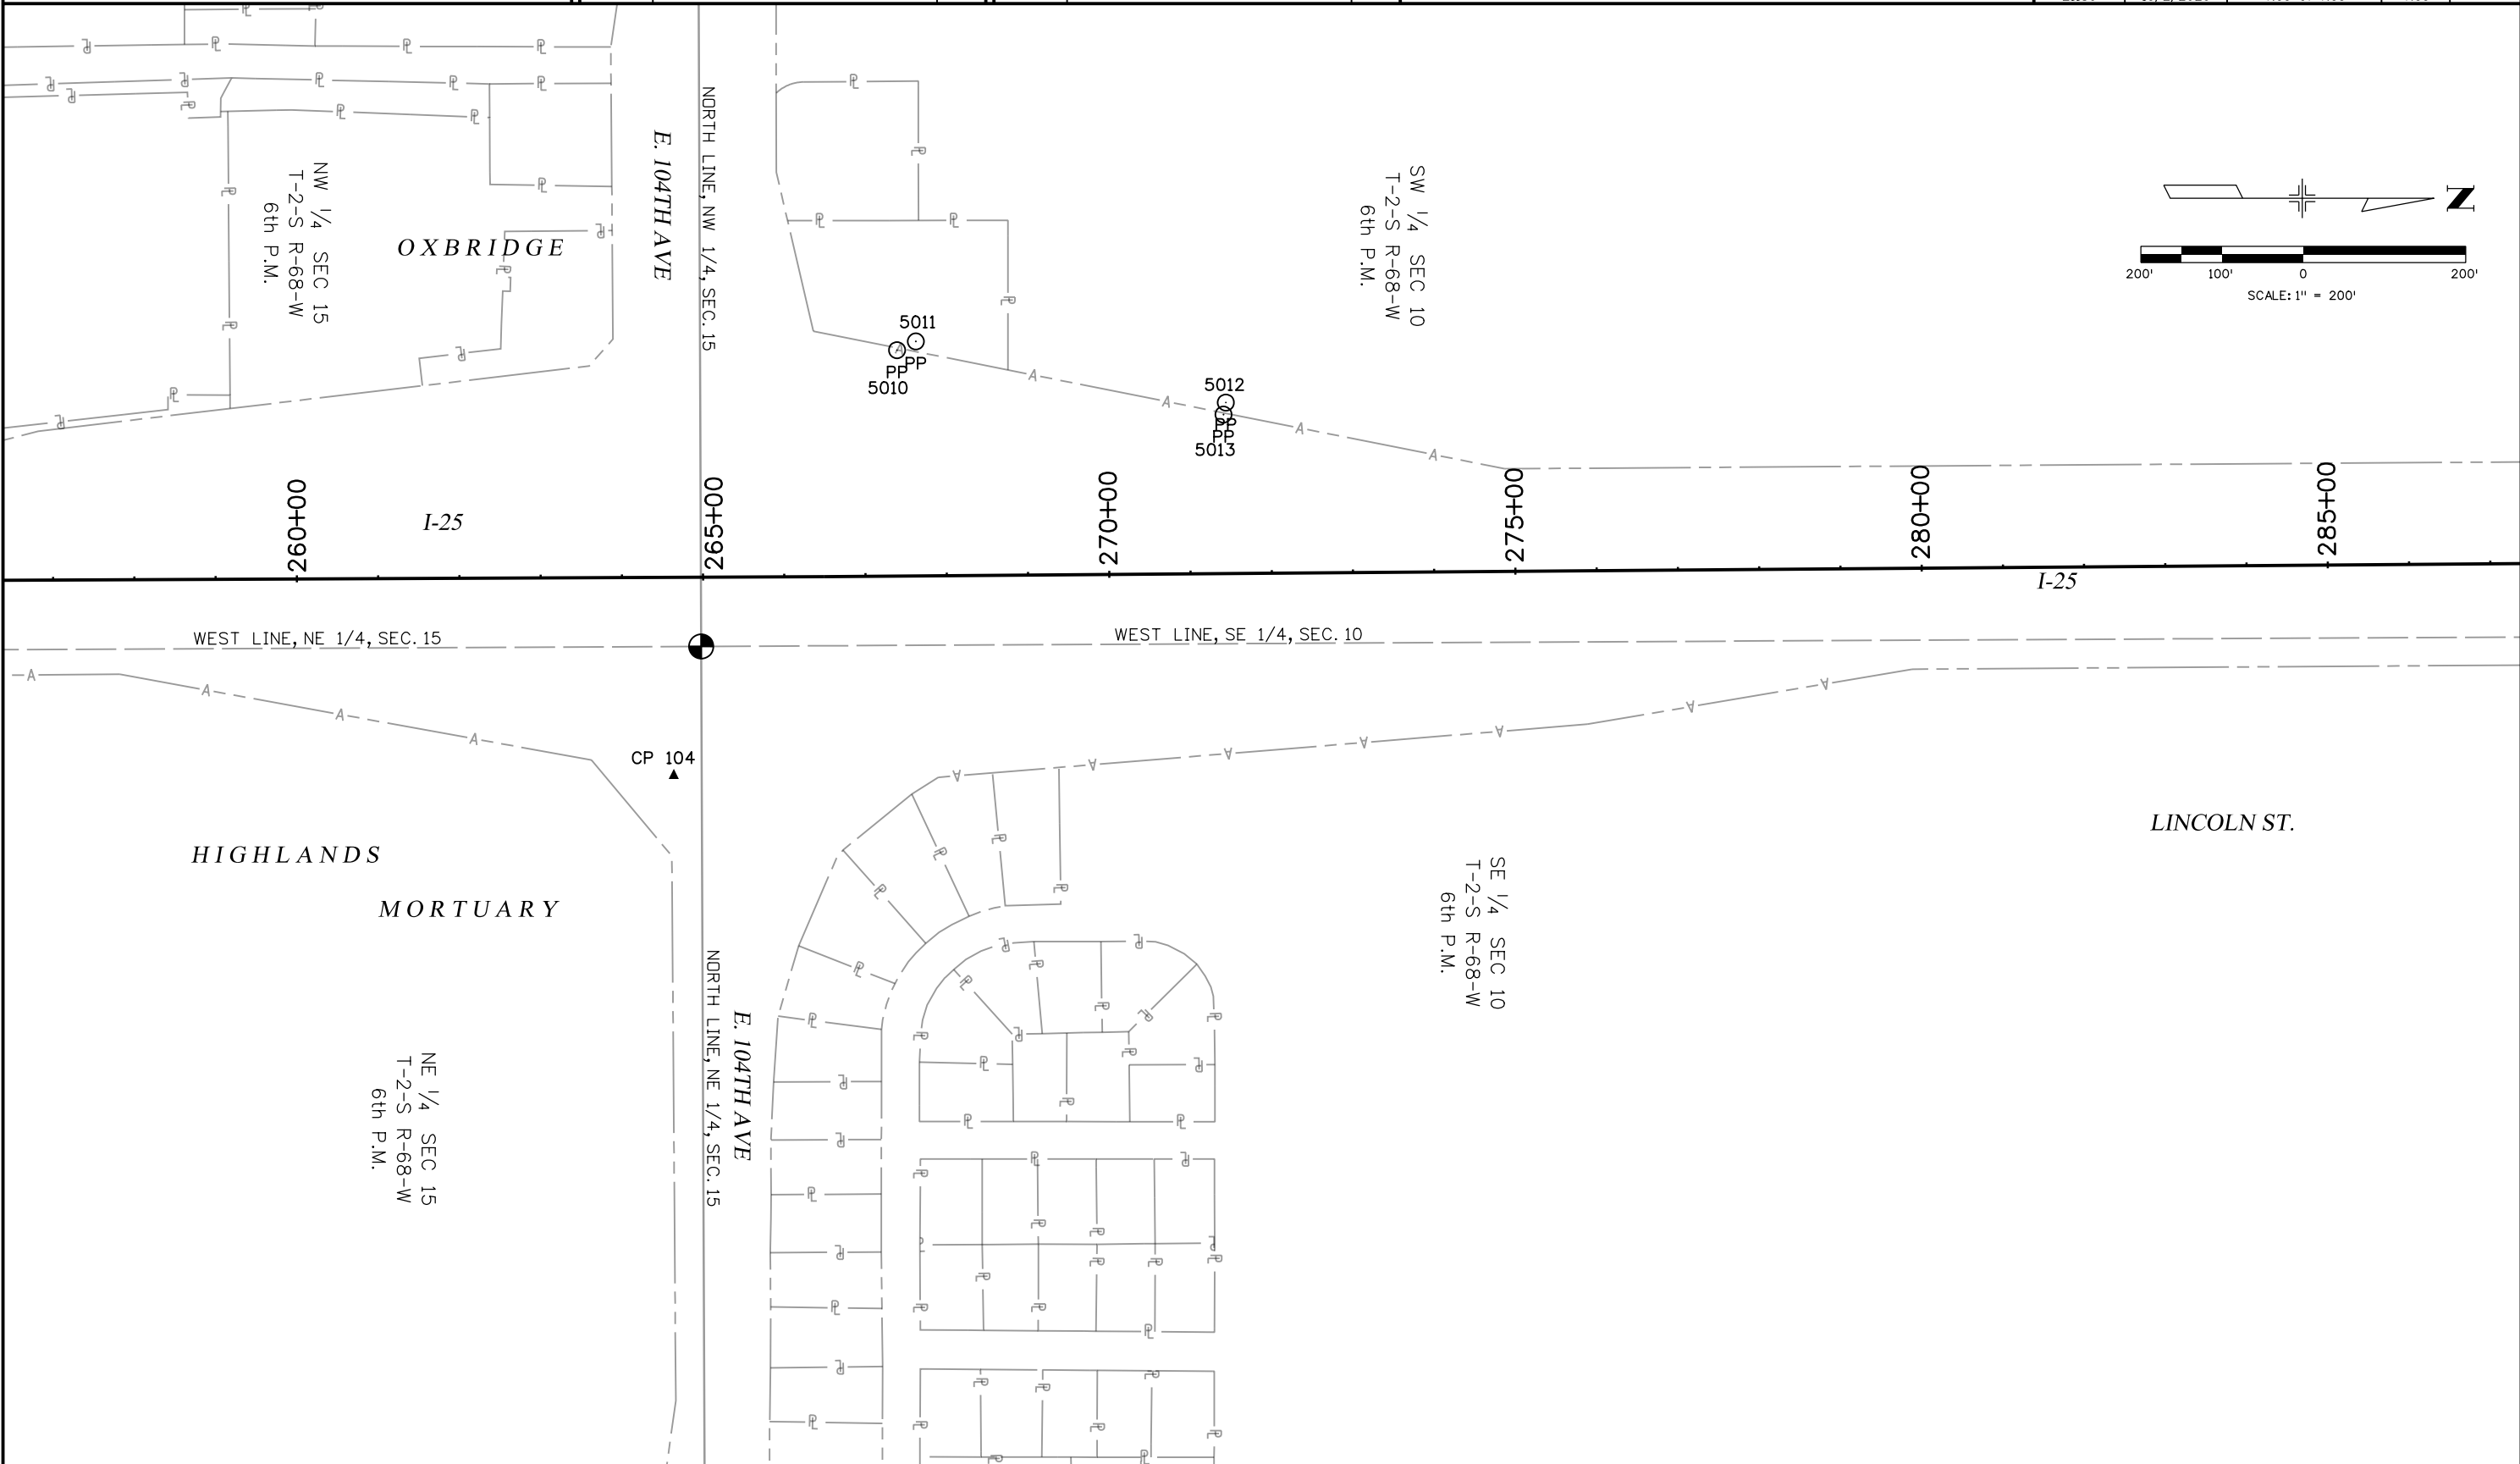 NORTH LINE, NW 1/4, SEC. 15
E. 104TH AVE
NW 1/4 SEC 15
T-2-S R-68-W
6th P.M.
OXBRIDGE
SW 1/4 SEC 10
T-2-S R-68-W
6th P.M.
N
200' 100' 0 200'
SCALE: 1" = 200'
5011
PP
PP
5010
5012
PP
PP
5013
260+00
265+00
270+00
275+00
280+00
285+00
I-25
I-25
WEST LINE, NE 1/4, SEC. 15
WEST LINE, SE 1/4, SEC. 10
CP 104
HIGHLANDS
MORTUARY
LINCOLN ST.
SE 1/4 SEC 10
T-2-S R-68-W
6th P.M.
NORTH LINE, NE 1/4, SEC. 15
E. 104TH AVE
NE 1/4 SEC 15
T-2-S R-68-W
6th P.M.